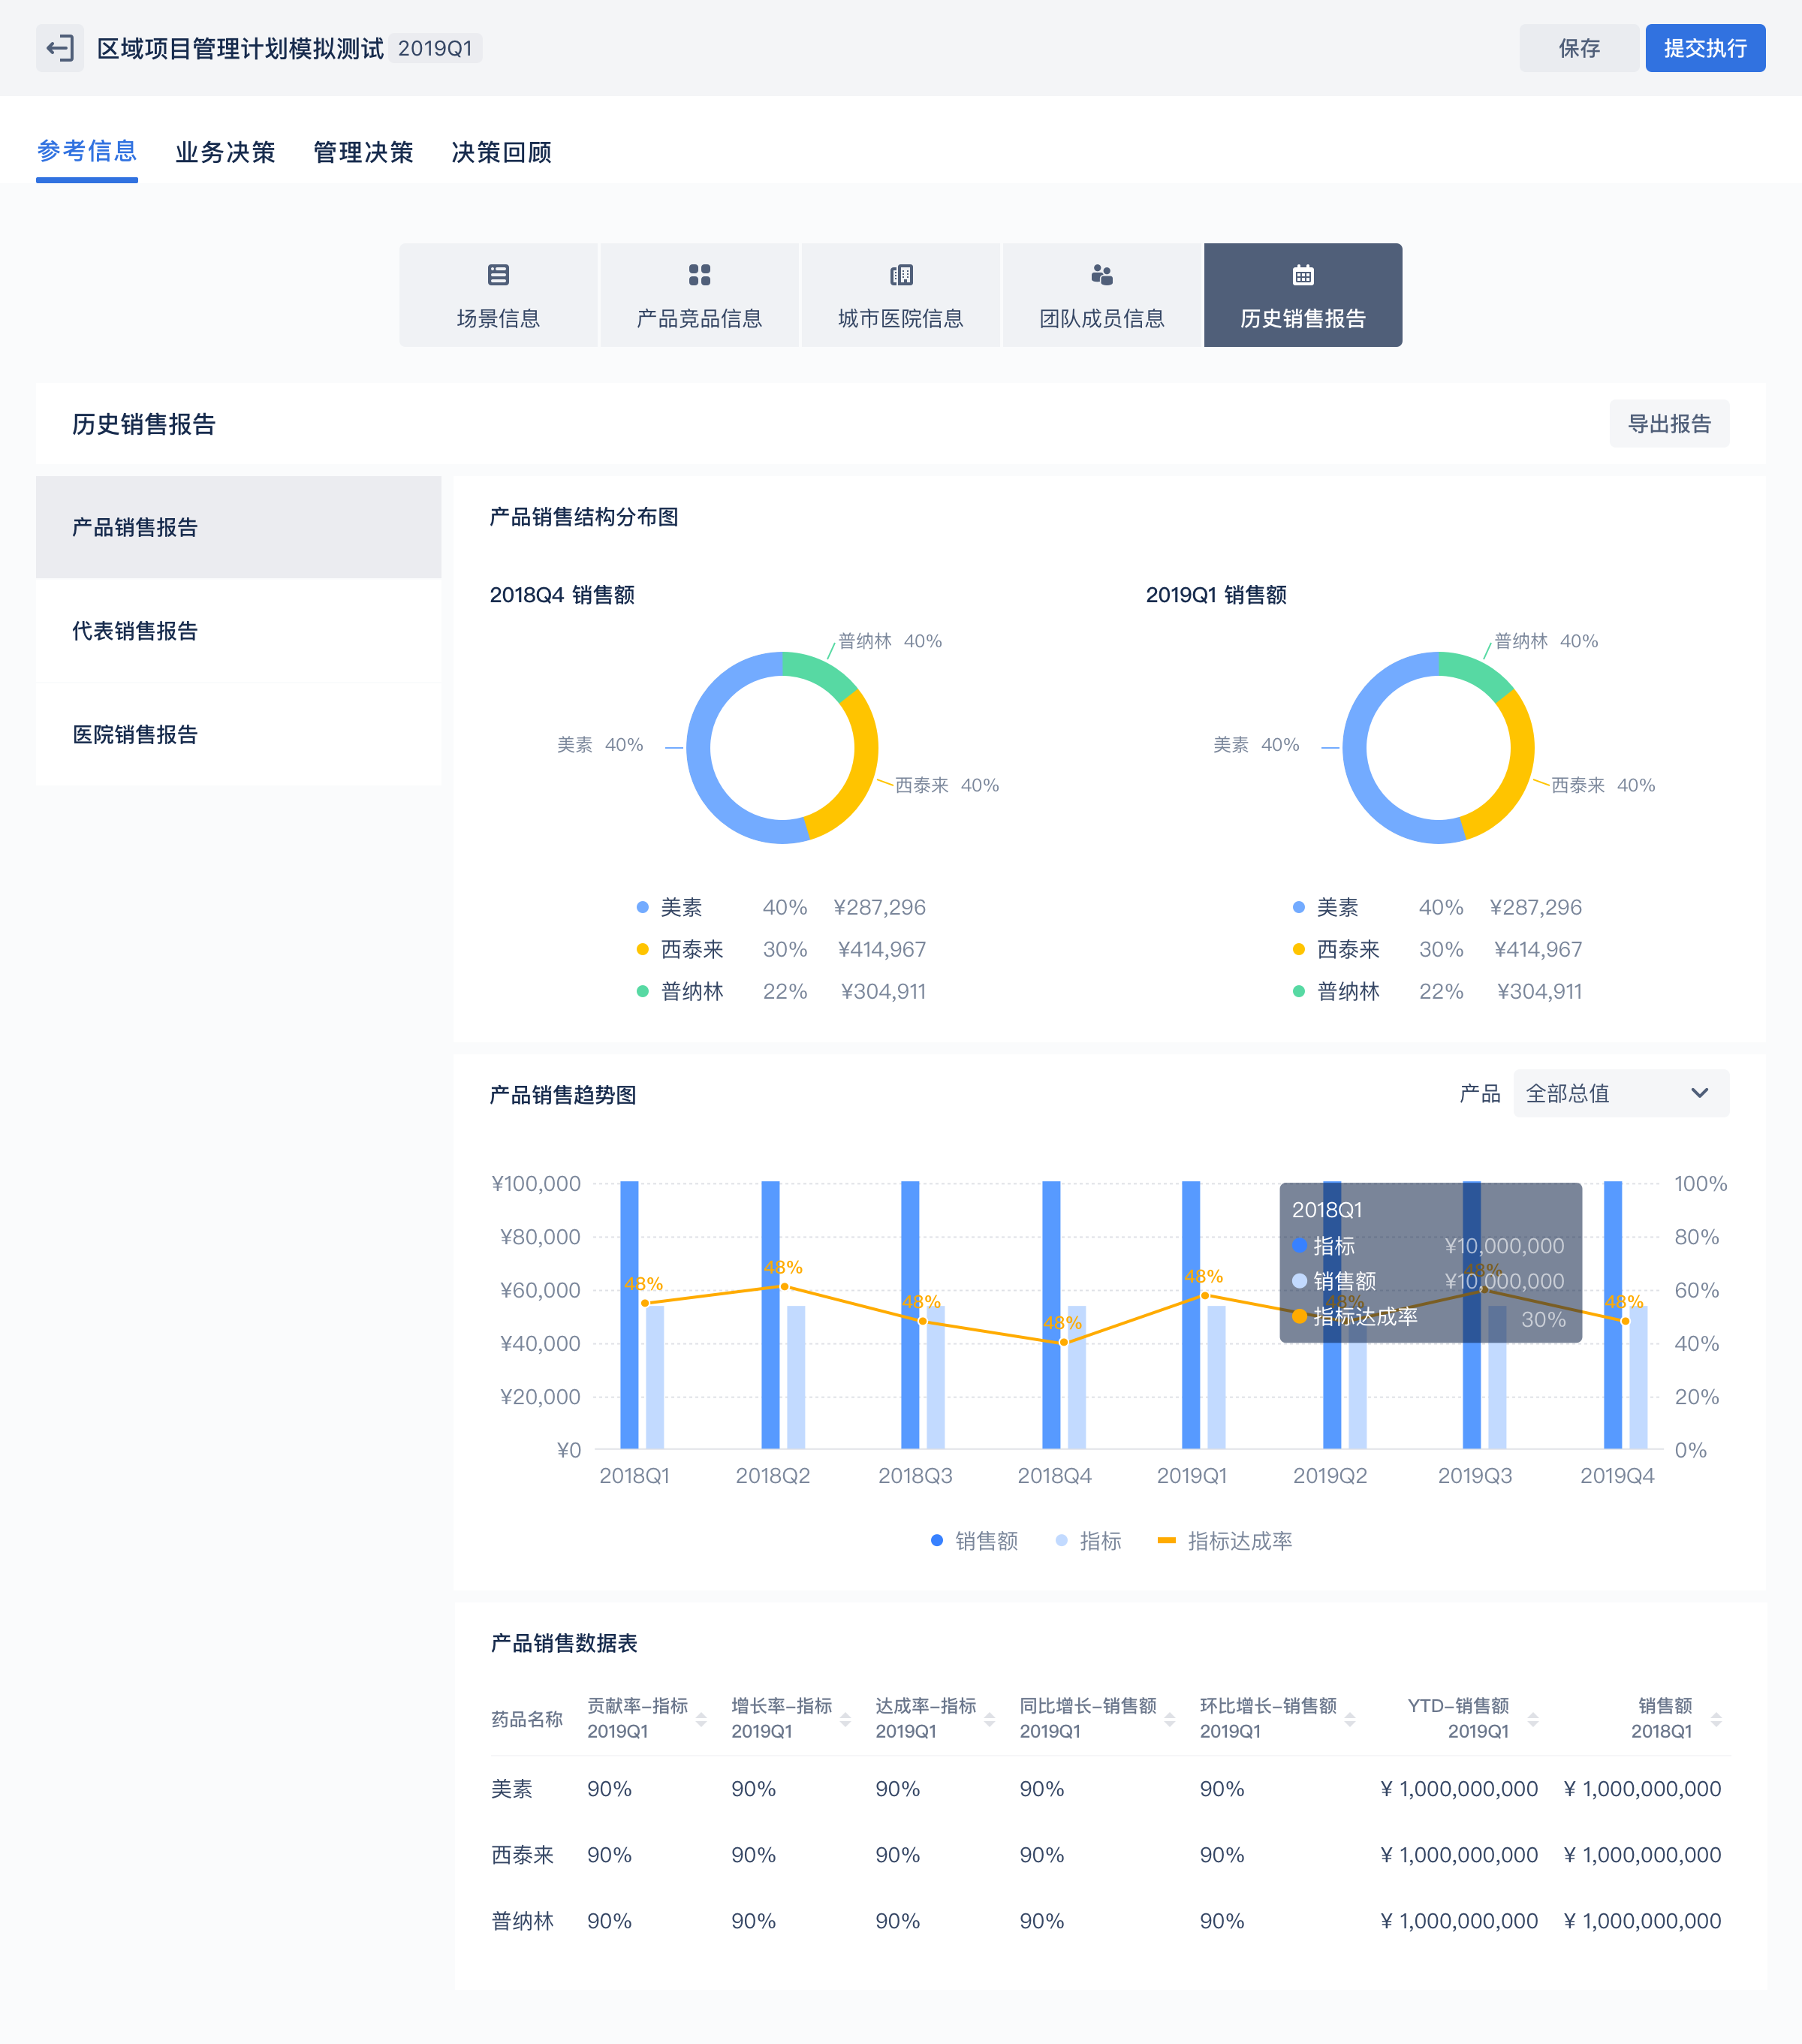 区域项目管理计划模拟测试 2019Q1
保存 提交执行
参考信息 业务决策 管理决策 决策回顾
场景信息 产品竞品信息 城市医院信息 团队成员信息 历史销售报告
历史销售报告 导出报告
产品销售报告
代表销售报告
医院销售报告
产品销售结构分布图
2018Q4 销售额
普纳林 40%
美素 40%
西泰来 40%
美素 40% ¥287,296
西泰来 30% ¥414,967
普纳林 22% ¥304,911
2019Q1 销售额
普纳林 40%
美素 40%
西泰来 40%
美素 40% ¥287,296
西泰来 30% ¥414,967
普纳林 22% ¥304,911
产品销售趋势图
产品 全部总值
¥100,000
¥80,000
¥60,000
¥40,000
¥20,000
¥0
100%
80%
60%
40%
20%
0%
48% 48% 48% 48% 48% 48% 48% 48%
2018Q1
指标 ¥10,000,000
销售额 ¥10,000,000
指标达成率 30%
2018Q1 2018Q2 2018Q3 2018Q4 2019Q1 2019Q2 2019Q3 2019Q4
销售额 指标 指标达成率
产品销售数据表
药品名称 贡献率-指标 增长率-指标 达成率-指标 同比增长-销售额 环比增长-销售额 YTD-销售额 销售额
2019Q1 2019Q1 2019Q1 2019Q1 2019Q1 2019Q1 2018Q1
美素 90% 90% 90% 90% 90% ¥ 1,000,000,000 ¥ 1,000,000,000
西泰来 90% 90% 90% 90% 90% ¥ 1,000,000,000 ¥ 1,000,000,000
普纳林 90% 90% 90% 90% 90% ¥ 1,000,000,000 ¥ 1,000,000,000